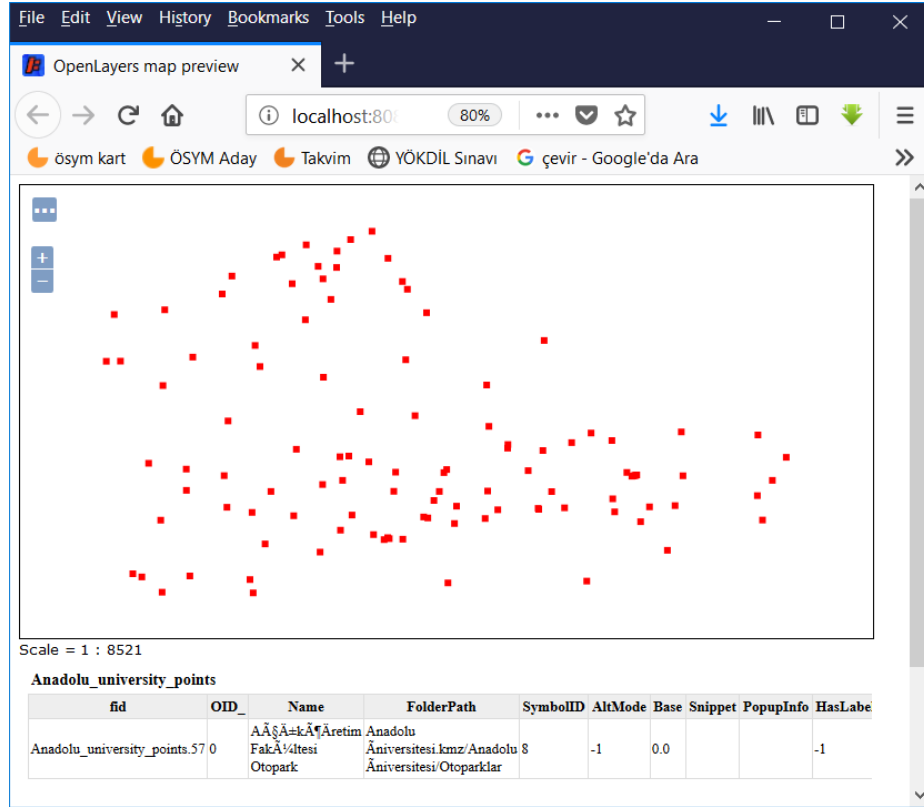 File Edit View History Bookmarks Tools Help
OpenLayers map preview
localhost:808 80%
ösym kart ÖSYM Aday Takvim YÖKDİL Sınavı çevir - Google'da Ara
Scale = 1 : 8521
Anadolu_university_points
fid OID_ Name FolderPath SymbolID AltMode Base Snippet PopupInfo HasLabel
Anadolu_university_points.57 0 AÃ§Ä±kÃ¶Äretim FakÃ¼ltesi Otopark Anadolu Ãniversitesi.kmz/Anadolu Ãniversitesi/Otoparklar 8 -1 0.0 -1